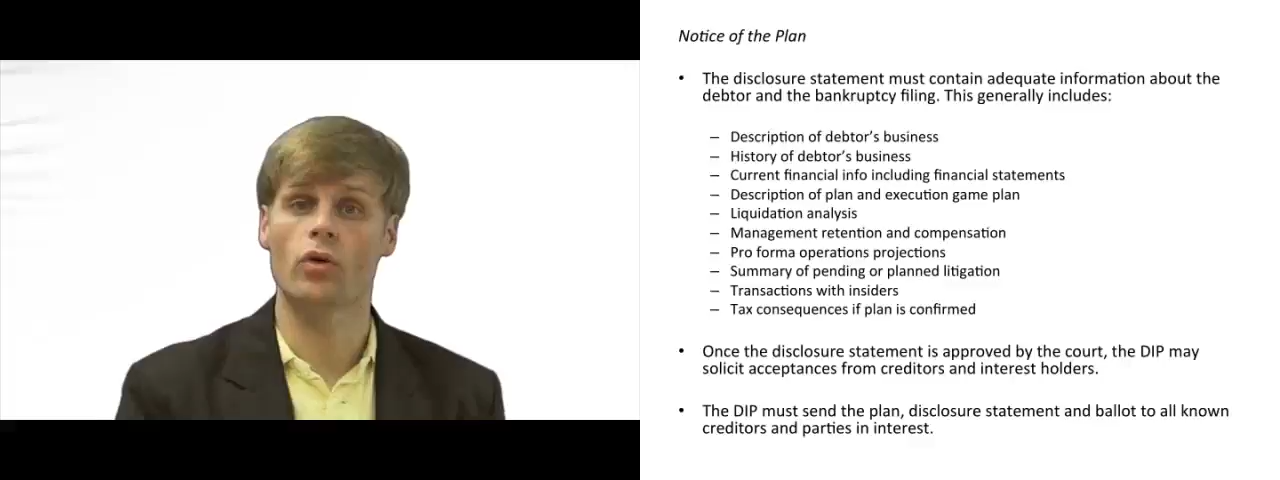 Notice of the Plan
• The disclosure statement must contain adequate information about the
debtor and the bankruptcy filing. This generally includes:
– Description of debtor's business
– History of debtor's business
– Current financial info including financial statements
– Description of plan and execution game plan
– Liquidation analysis
– Management retention and compensation
– Pro forma operations projections
– Summary of pending or planned litigation
– Transactions with insiders
– Tax consequences if plan is confirmed
• Once the disclosure statement is approved by the court, the DIP may
solicit acceptances from creditors and interest holders.
• The DIP must send the plan, disclosure statement and ballot to all known
creditors and parties in interest.